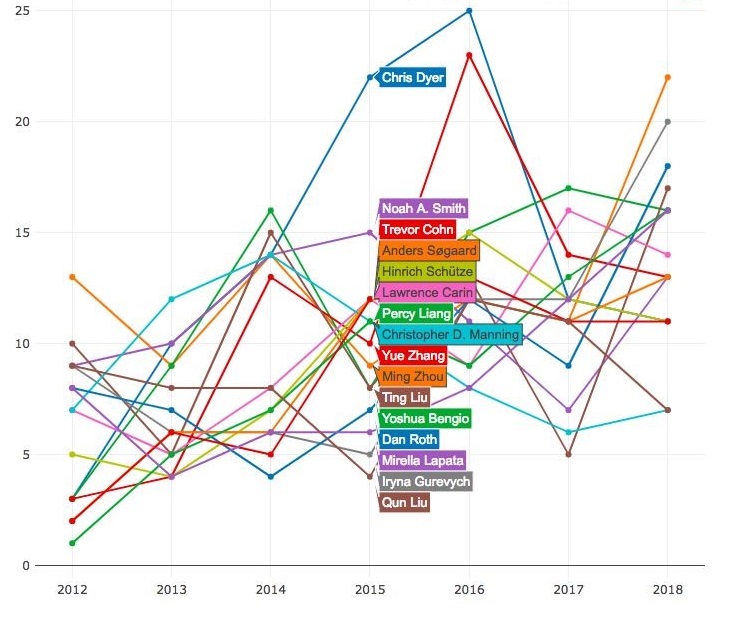 25
20
15
10
5
0
Chris Dyer
Noah A. Smith
Trevor Cohn
Anders Søgaard
Hinrich Schütze
Lawrence Carin
Percy Liang
Christopher D. Manning
Yue Zhang
Ming Zhou
Ting Liu
Yoshua Bengio
Dan Roth
Mirella Lapata
Iryna Gurevych
Qun Liu
2012 2013 2014 2015 2016 2017 2018